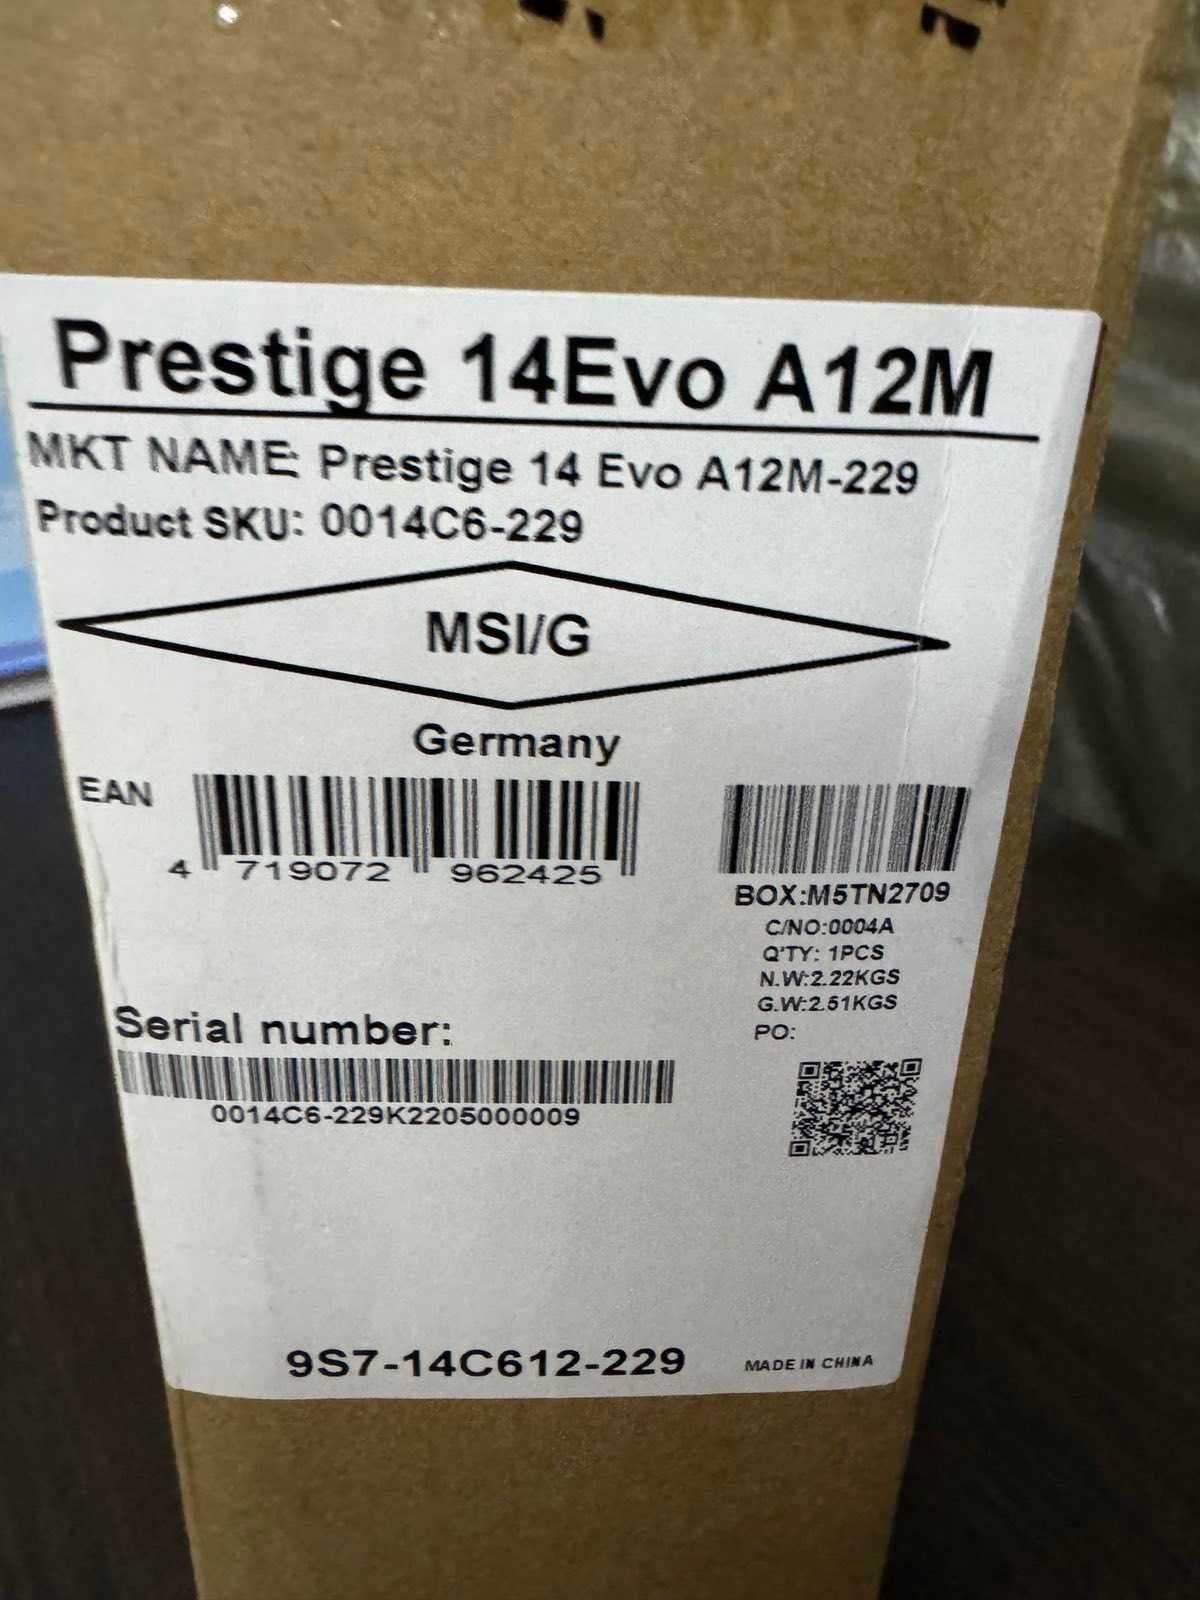 Prestige 14Evo A12M
MKT NAME: Prestige 14 Evo A12M-229
Product SKU: 0014C6-229
MSI/G
Germany
EAN
4 719072 962425
BOX:M5TN2709
C/NO:0004A
Q'TY: 1PCS
N.W:2.22KGS
G.W:2.51KGS
PO:
Serial number:
0014C6-229K2205000009
9S7-14C612-229
MADE IN CHINA